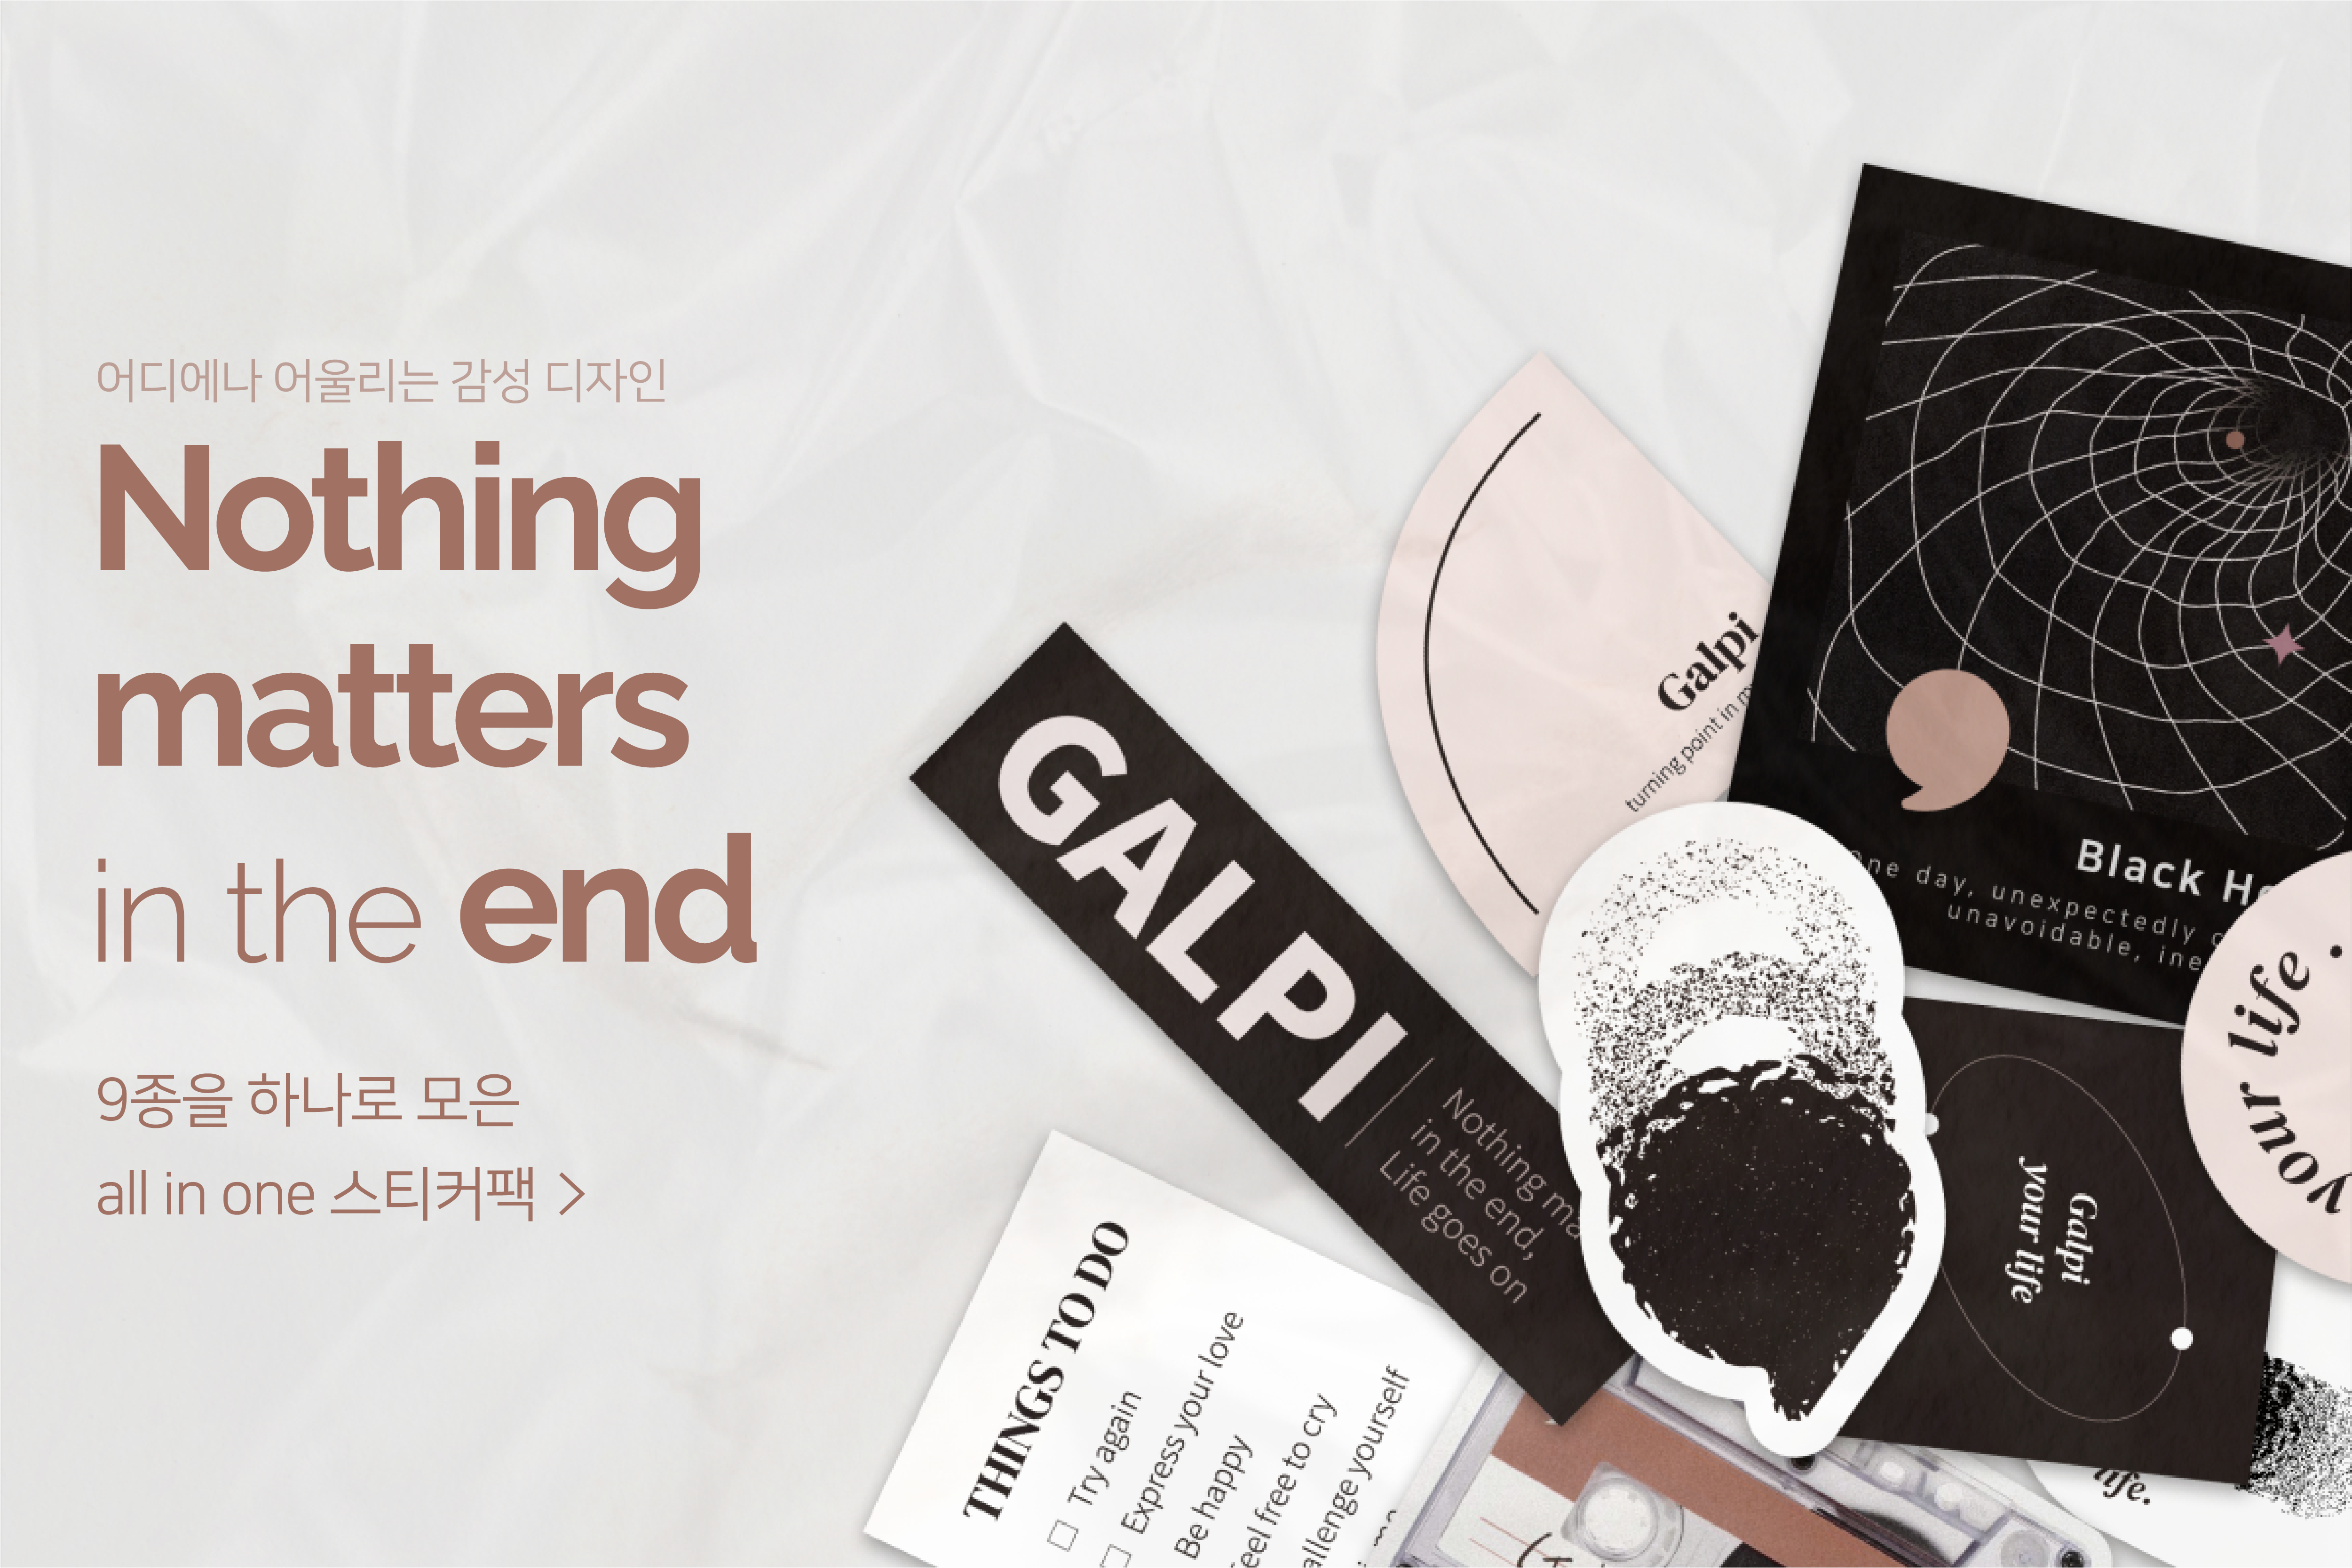 어디에나 어울리는 감성 디자인
Nothing
matters
in the end
9종을 하나로 모은
all in one 스티커팩 >
Galpi
turning point in
Black
day, unexpectedly
unavoidable,
GALPI
Nothing
in the end,
Life goes on
your life .
Galpi
your life
THINGS TO DO
Try again
Express your love
Be happy
free to cry
yourself
life.